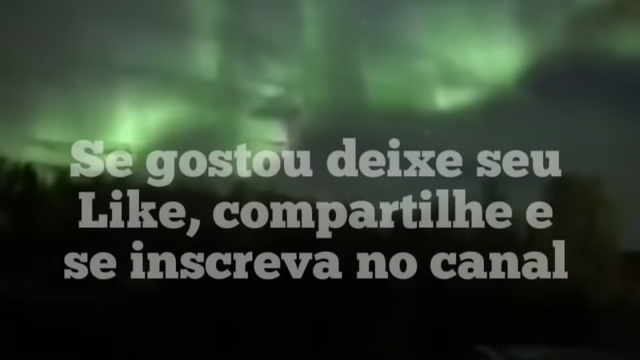 Se gostou deixe seu
Like, compartilhe e
se inscreva no canal